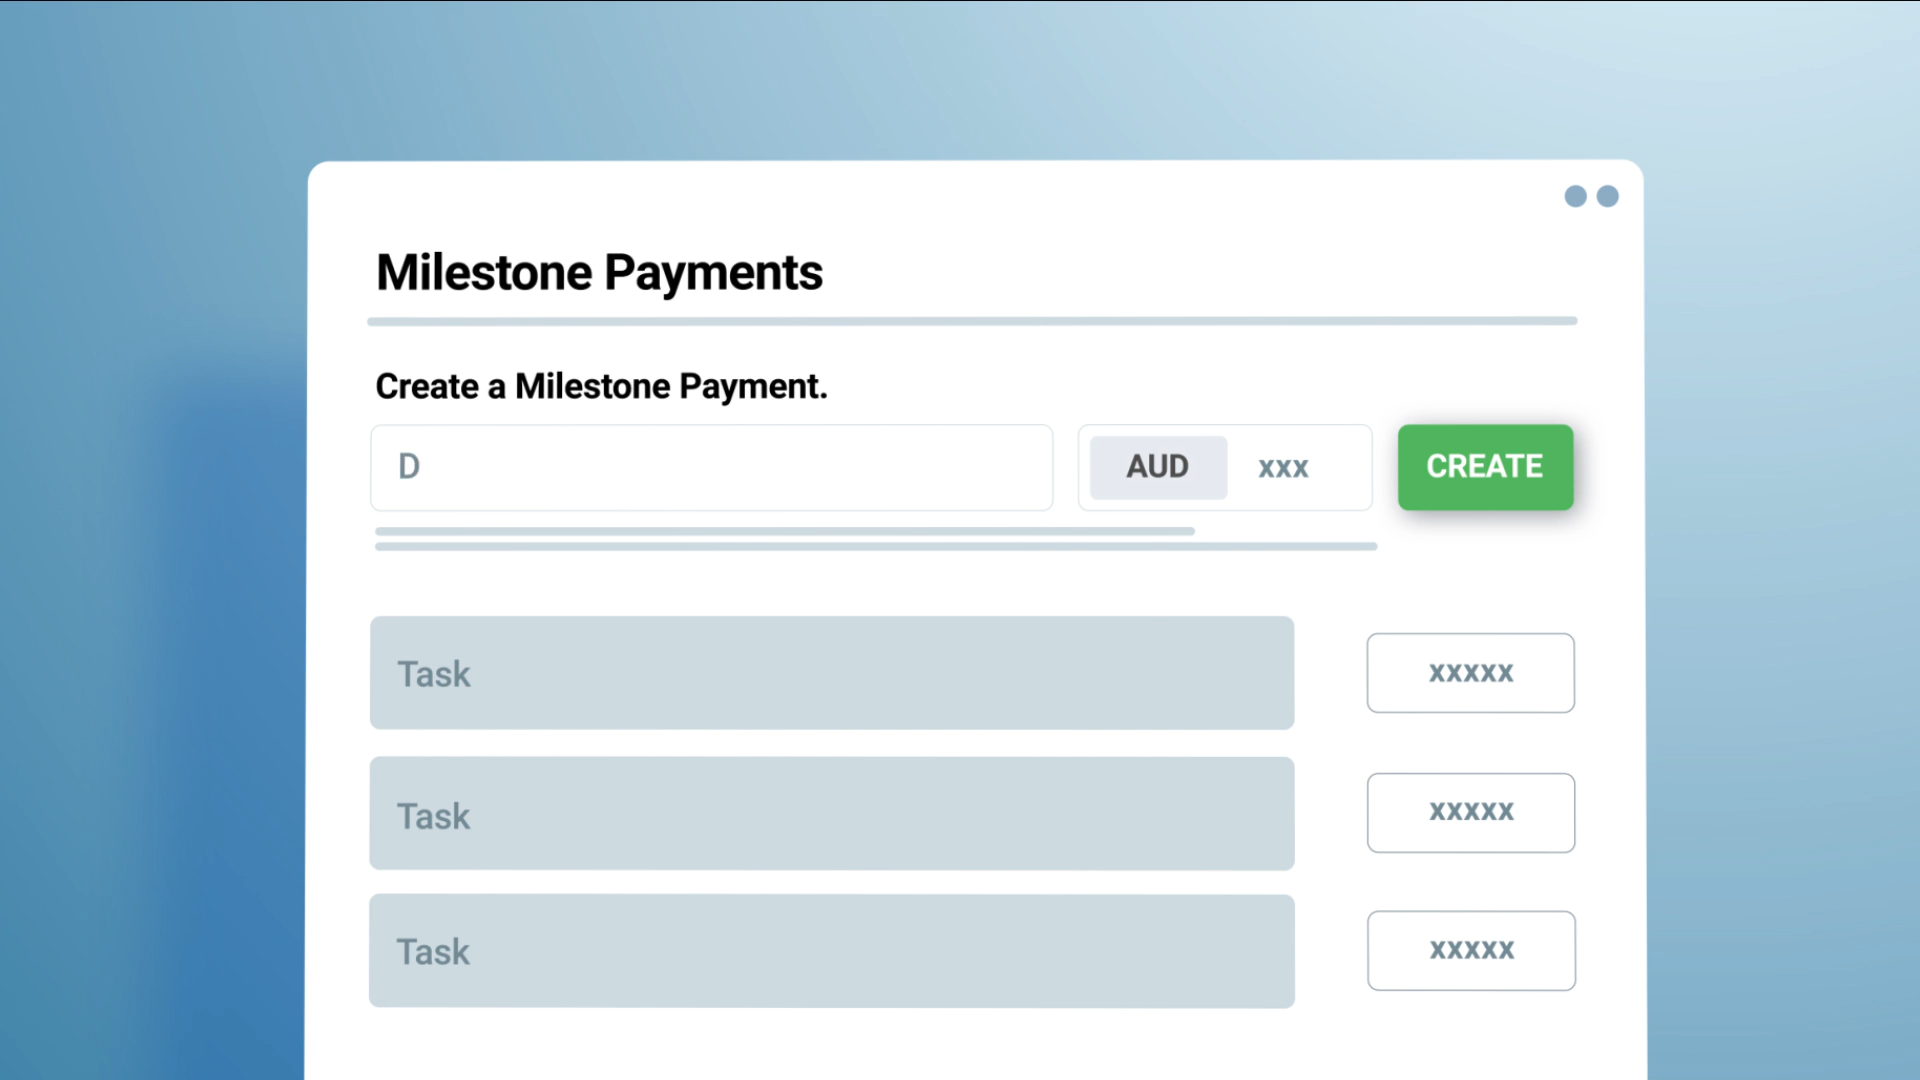 Milestone Payments
Create a Milestone Payment.
D AUD xxx CREATE
Task xxxxx
Task xxxxx
Task xxxxx